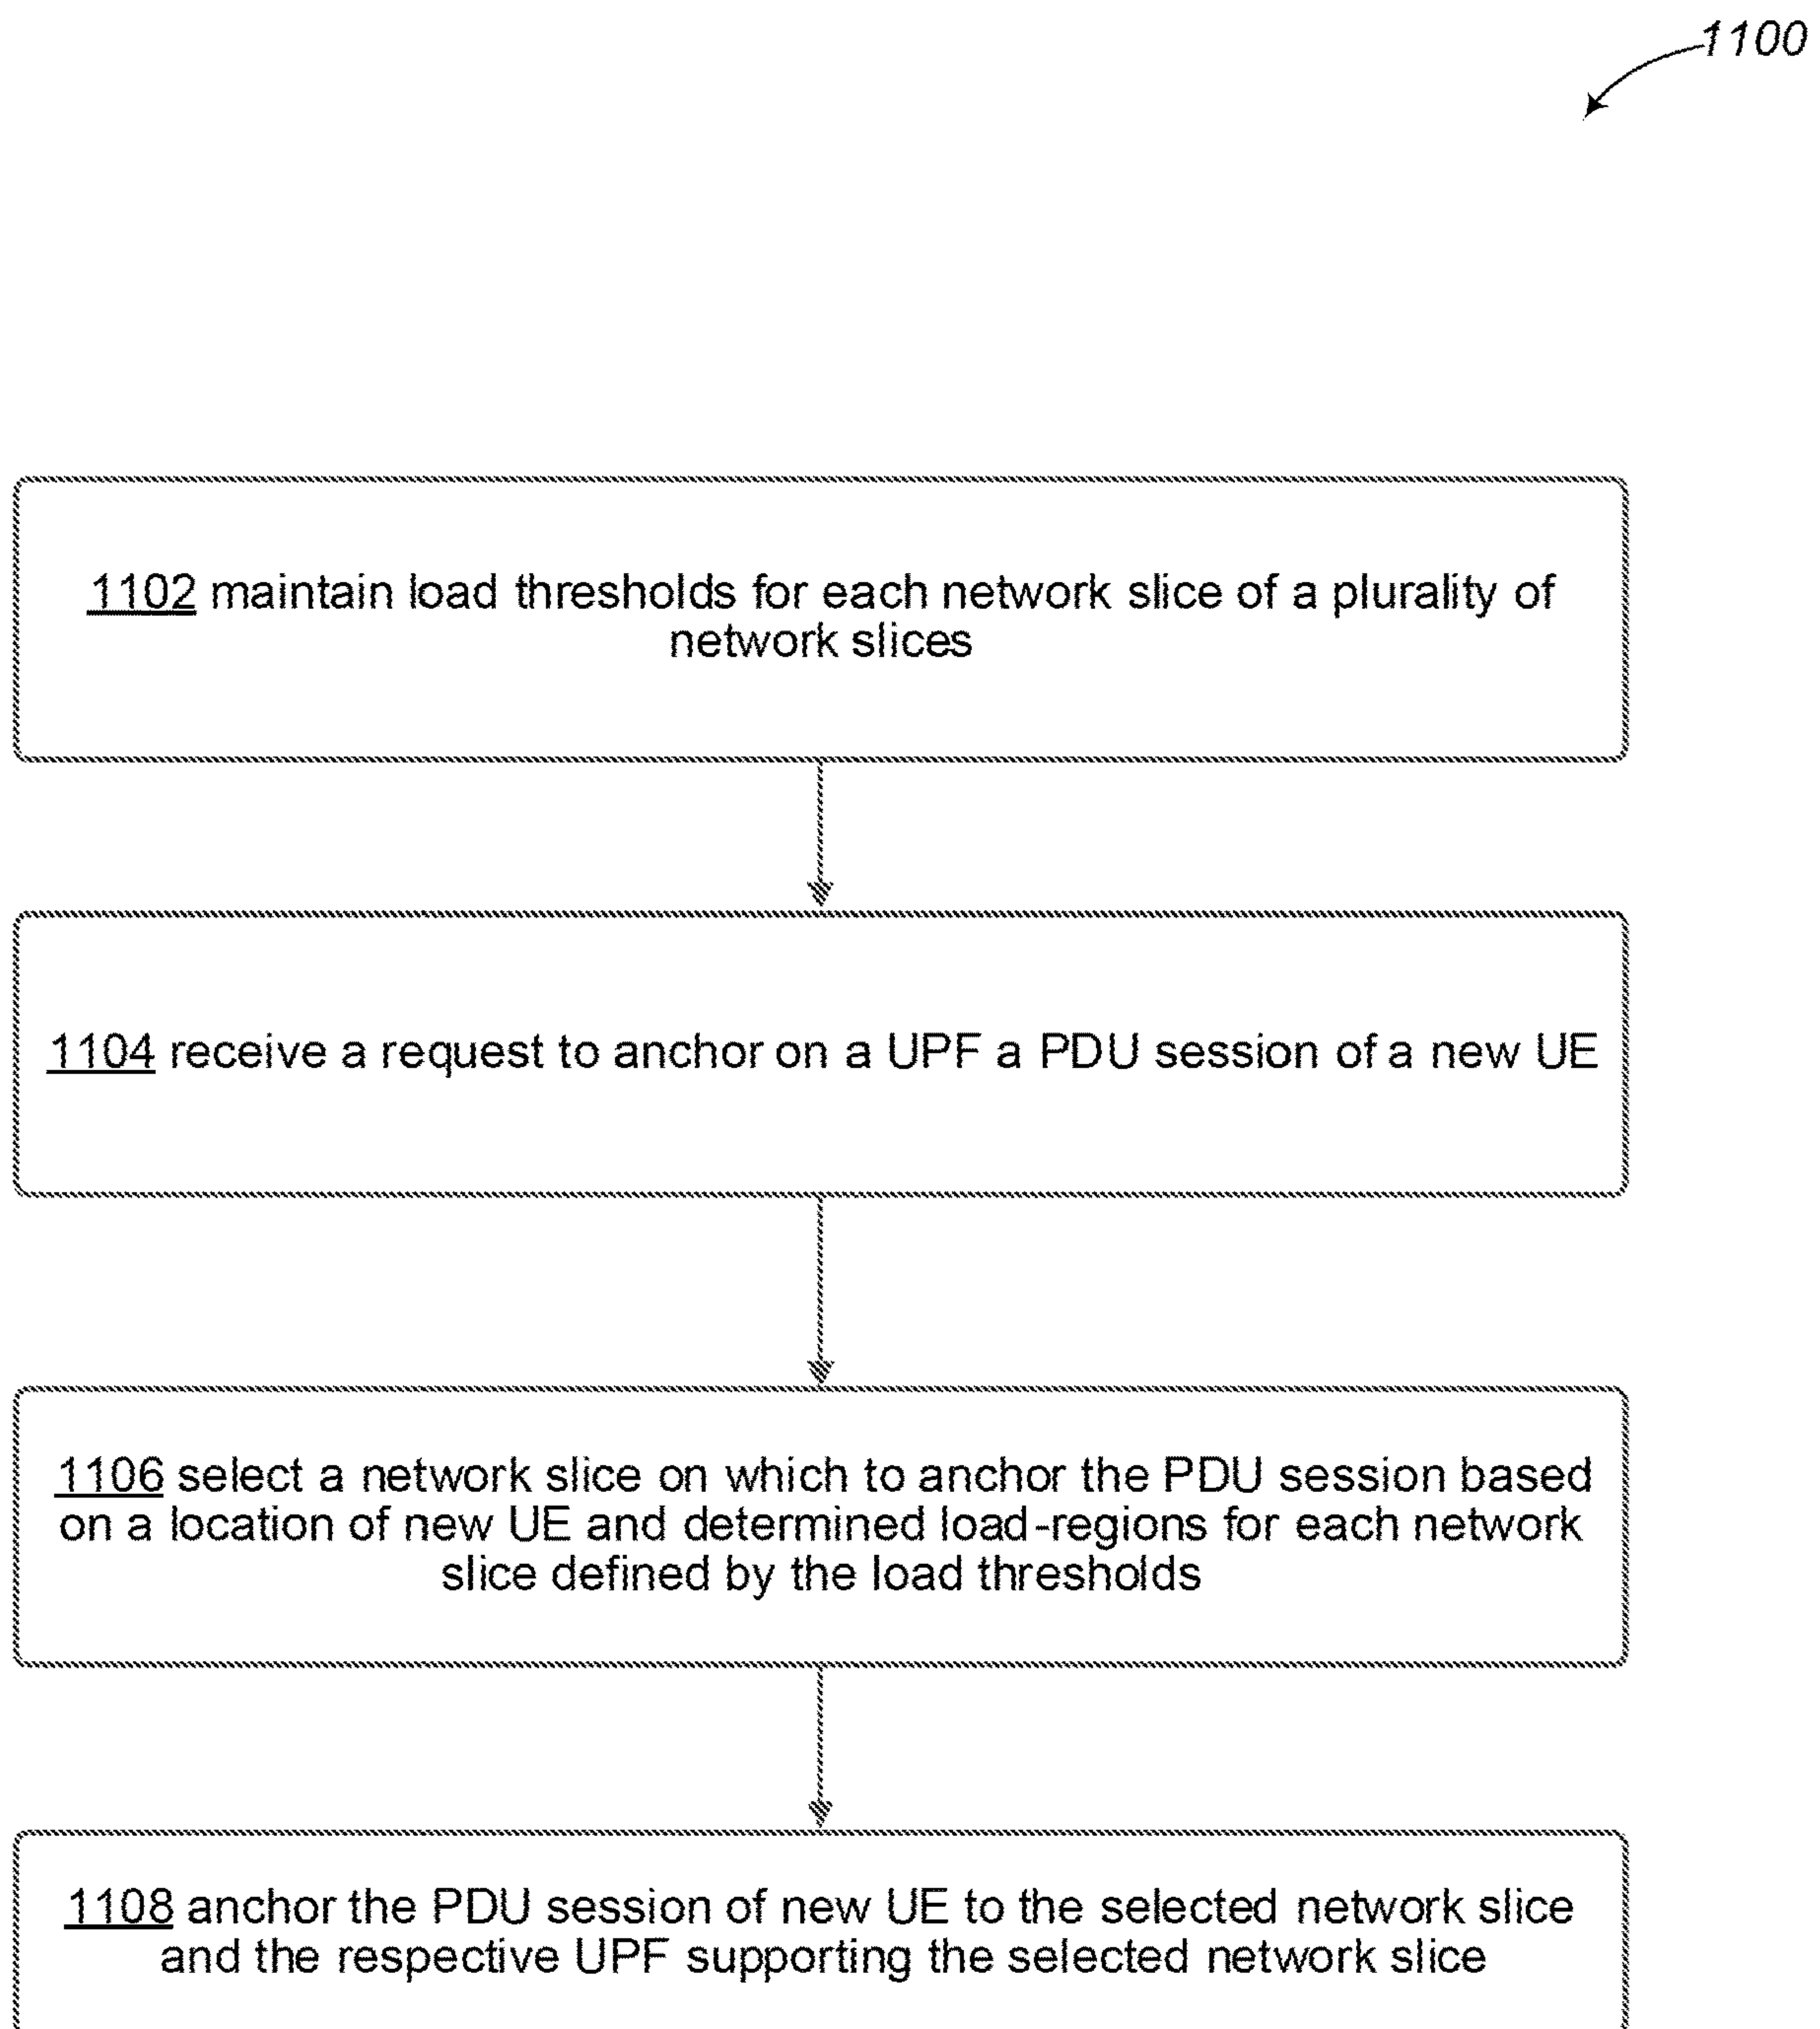 1100
1102 maintain load thresholds for each network slice of a plurality of
network slices
1104 receive a request to anchor on a UPF a PDU session of a new UE
1106 select a network slice on which to anchor the PDU session based
on a location of new UE and determined load-regions for each network
slice defined by the load thresholds
1108 anchor the PDU session of new UE to the selected network slice
and the respective UPF supporting the selected network slice